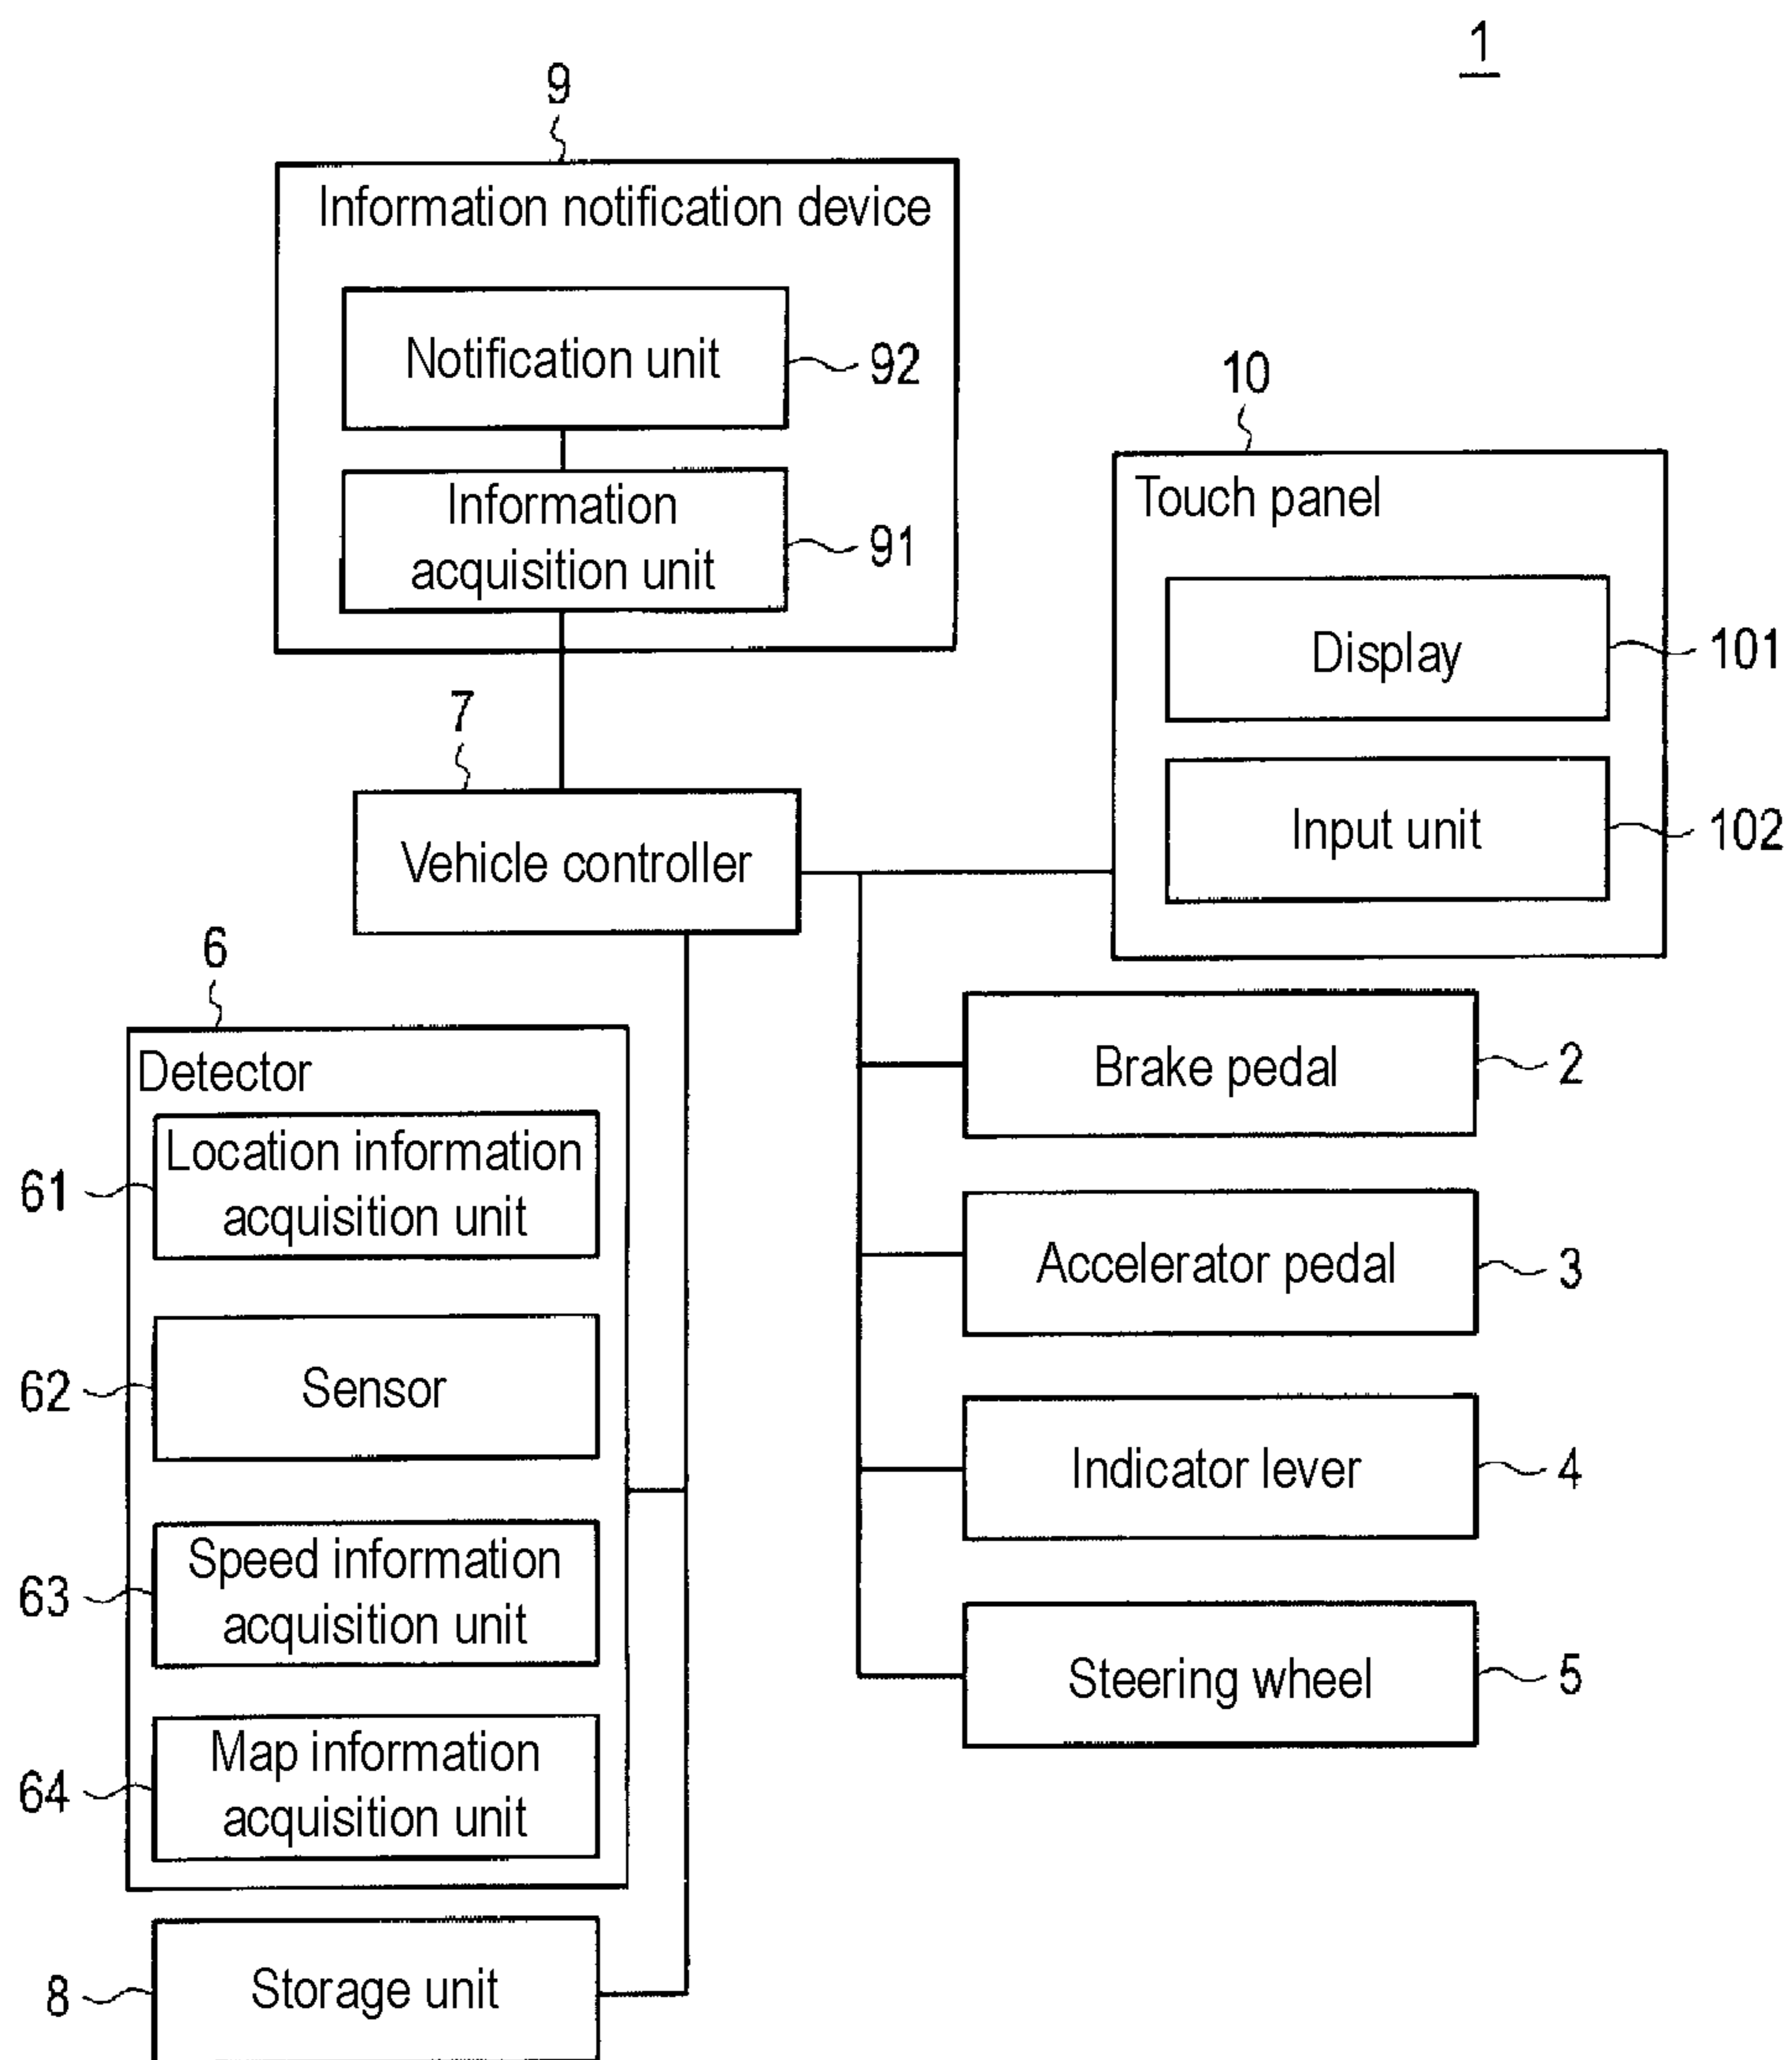 1
9
Information notification device
Notification unit
92
Information
acquisition unit
91
10
Touch panel
Display
101
Input unit
102
7
Vehicle controller
6
Detector
Location information
acquisition unit
61
Sensor
62
Speed information
acquisition unit
63
Map information
acquisition unit
64
Storage unit
8
Brake pedal
2
Accelerator pedal
3
Indicator lever
4
Steering wheel
5